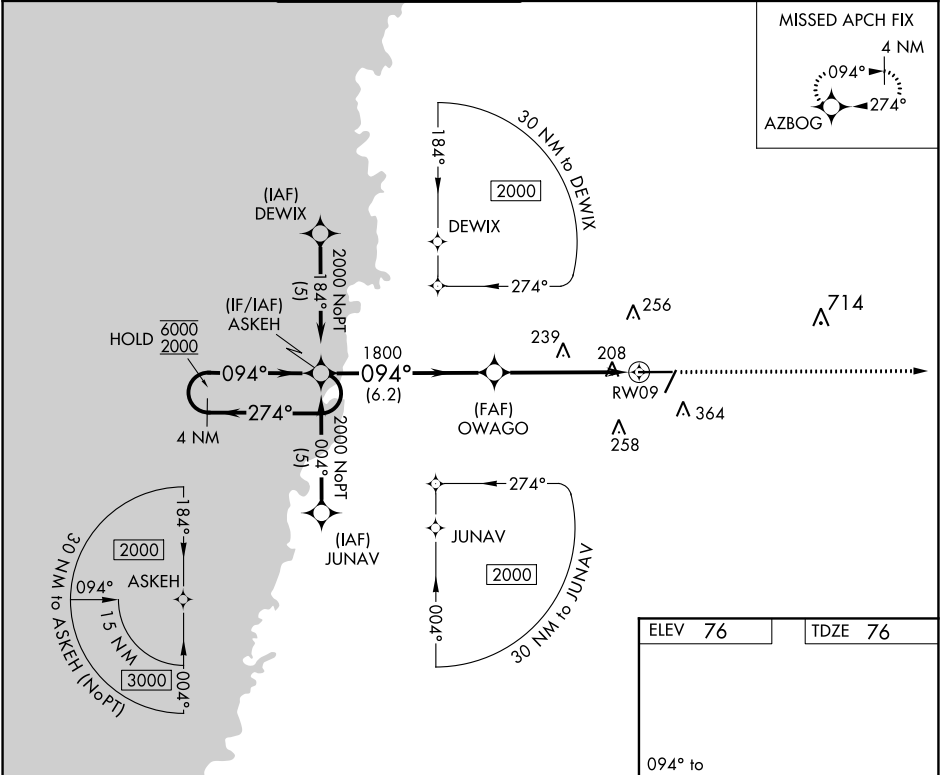 MISSED APCH FIX
4 NM
094°
274°
AZBOG
184°
30 NM to DEWIX
2000
DEWIX
274°
(IAF)
DEWIX
2000 NoPT
184°
(5)
(IF/IAF)
ASKEH
HOLD 6000
2000
094°
274°
4 NM
1800
094°
(6.2)
(FAF)
OWAGO
239
256
208
RW09
714
364
258
2000 NoPT
004°
(5)
(IAF)
JUNAV
274°
JUNAV
2000
004°
30 NM to JUNAV
184°
2000
ASKEH
094°
15 NM
3000
004°
30 NM to ASKEH (NoPT)
ELEV 76
TDZE 76
094° to